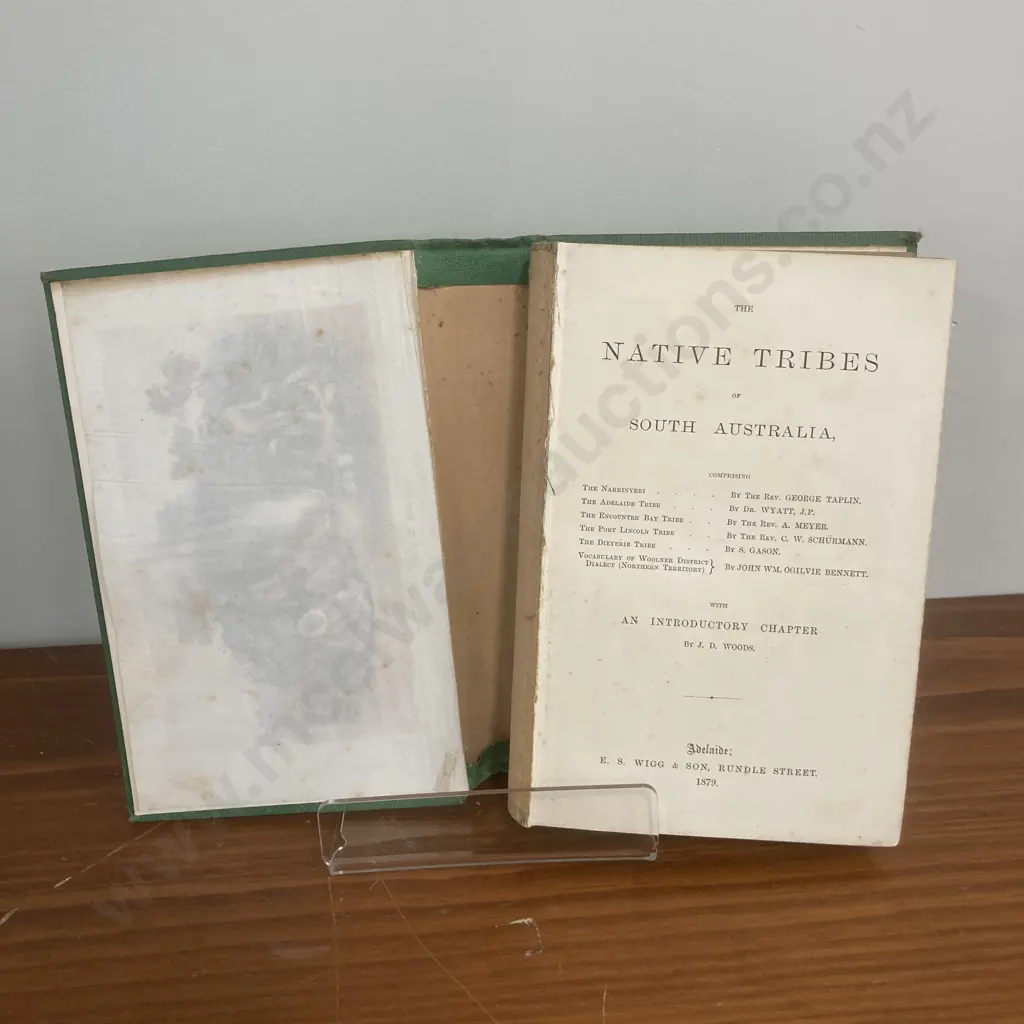 THE
NATIVE TRIBES
OF
SOUTH AUSTRALIA,
COMPRISING
THE NARRINYERI . . . . BY THE REV. GEORGE TAPLIN.
THE ADELAIDE TRIBE . . . BY DR. WYATT, J.P.
THE ENCOUNTER BAY TRIBE . . BY THE REV. A. MEYER.
THE PORT LINCOLN TRIBE . . BY THE REV. C. W. SCHÜRMANN.
THE DIEYERIE TRIBE . . . . BY S. GASON.
VOCABULARY OF WOOLNER DISTRICT
DIALECT (NORTHERN TERRITORY) } BY JOHN WM. OGILVIE BENNETT.
WITH
AN INTRODUCTORY CHAPTER
BY J. D. WOODS.
Adelaide:
E. S. WIGG & SON, RUNDLE STREET.
1879.